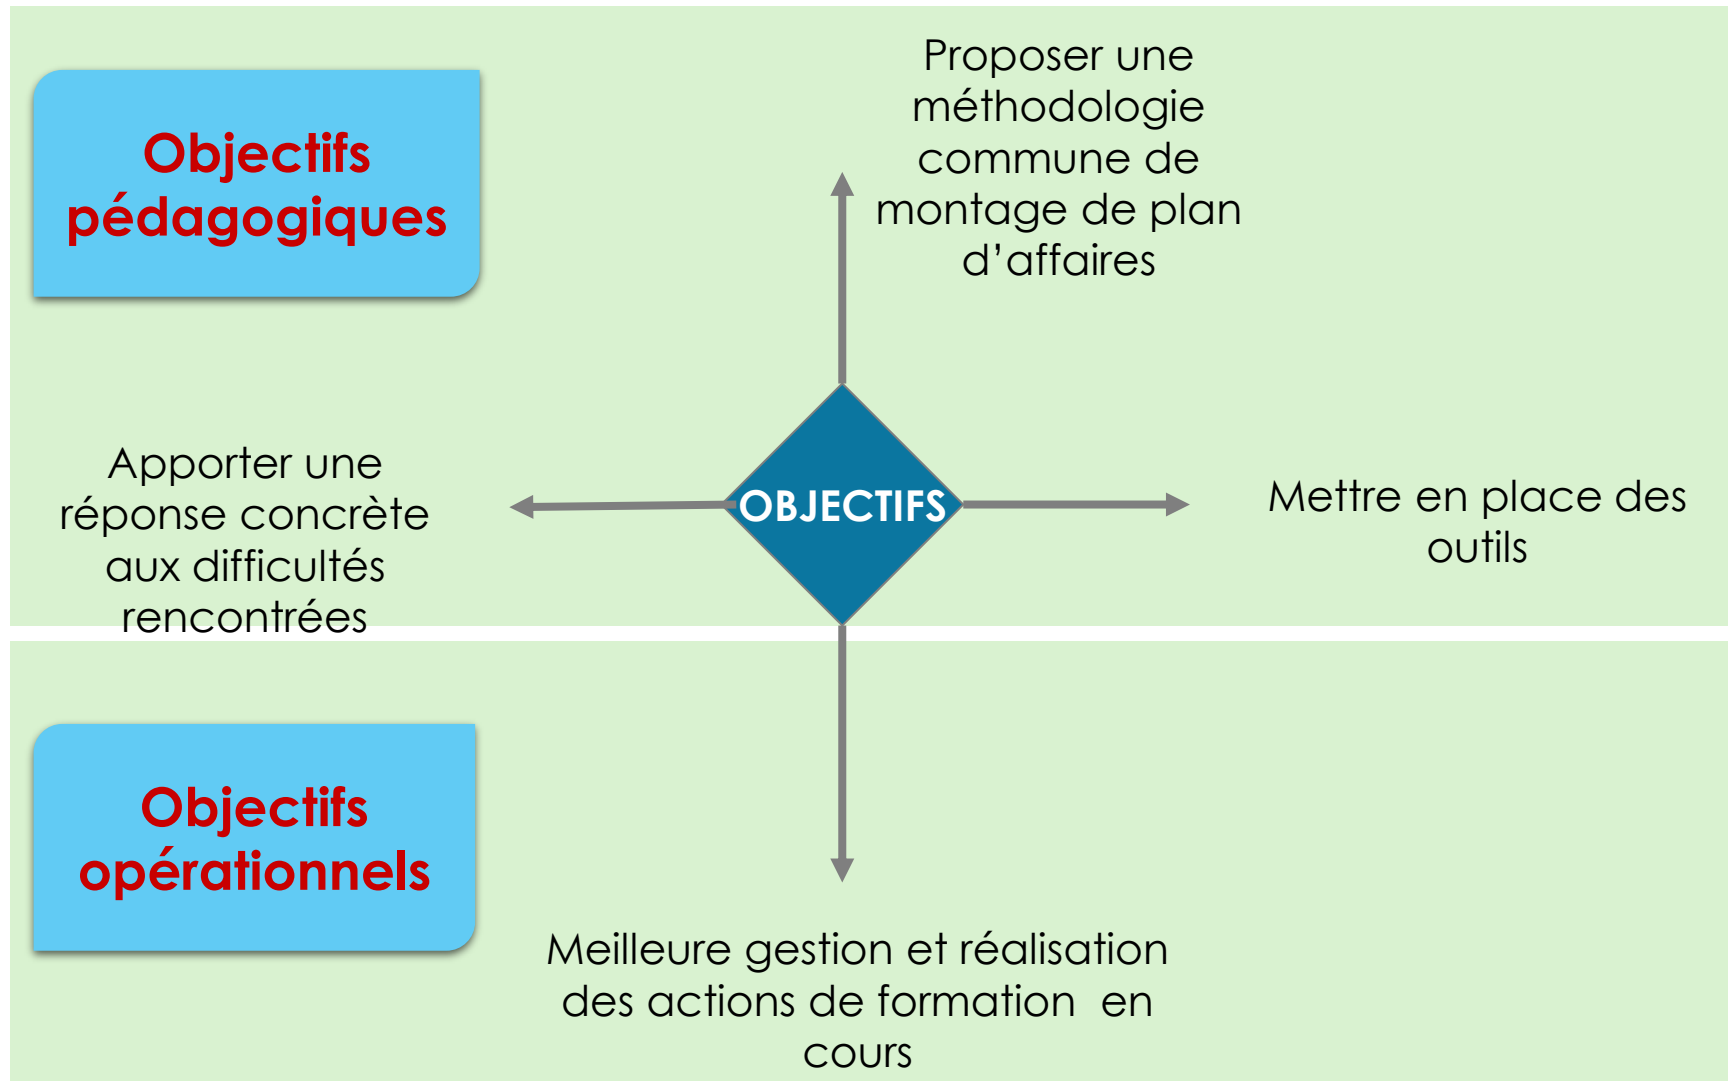 Objectifs
pédagogiques
Proposer une
méthodologie
commune de
montage de plan
d’affaires
Apporter une
réponse concrète
aux difficultés
rencontrées
OBJECTIFS
Mettre en place des
outils
Objectifs
opérationnels
Meilleure gestion et réalisation
des actions de formation  en
cours